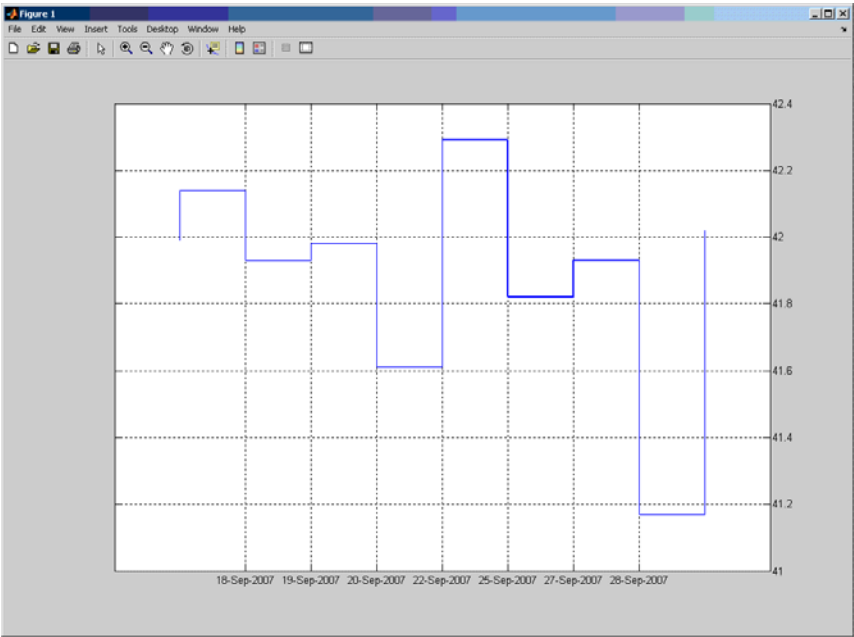 Figure 1
File Edit View Insert Tools Desktop Window Help
42.4
42.2
42
41.8
41.6
41.4
41.2
41
18-Sep-2007 19-Sep-2007 20-Sep-2007 22-Sep-2007 25-Sep-2007 27-Sep-2007 28-Sep-2007